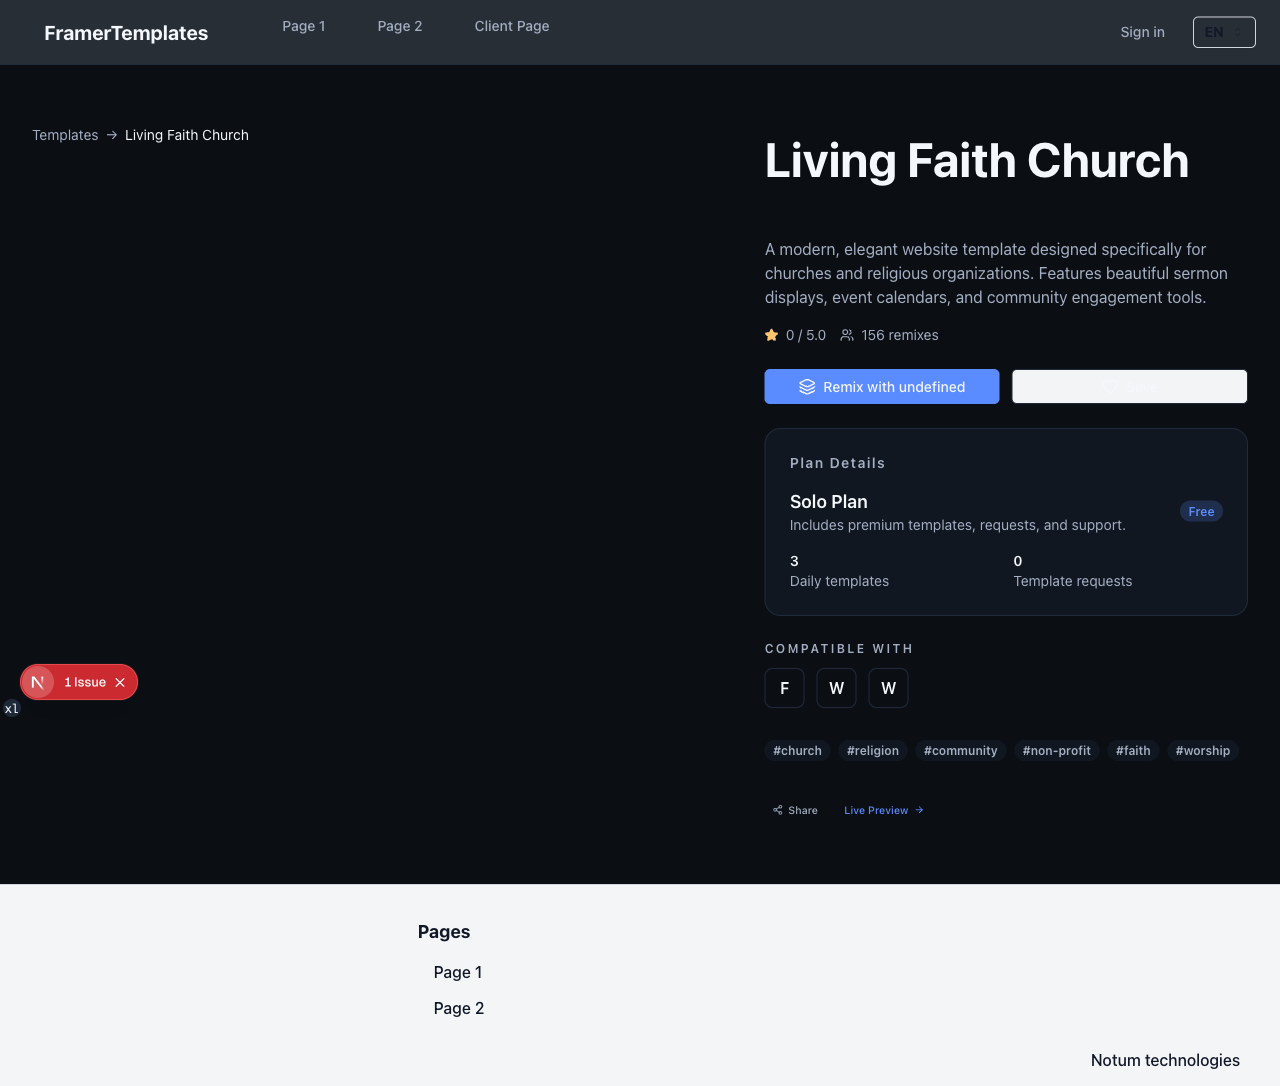 FramerTemplates
Page 1
Page 2
Client Page
Sign in
EN
Templates → Living Faith Church
Living Faith Church
A modern, elegant website template designed specifically for
churches and religious organizations. Features beautiful sermon
displays, event calendars, and community engagement tools.
0 / 5.0
156 remixes
Remix with undefined
Plan Details
Solo Plan
Free
Includes premium templates, requests, and support.
3
Daily templates
0
Template requests
COMPATIBLE WITH
F
W
W
1 Issue
xl
#church
#religion
#community
#non-profit
#faith
#worship
Share
Live Preview →
Pages
Page 1
Page 2
Notum technologies